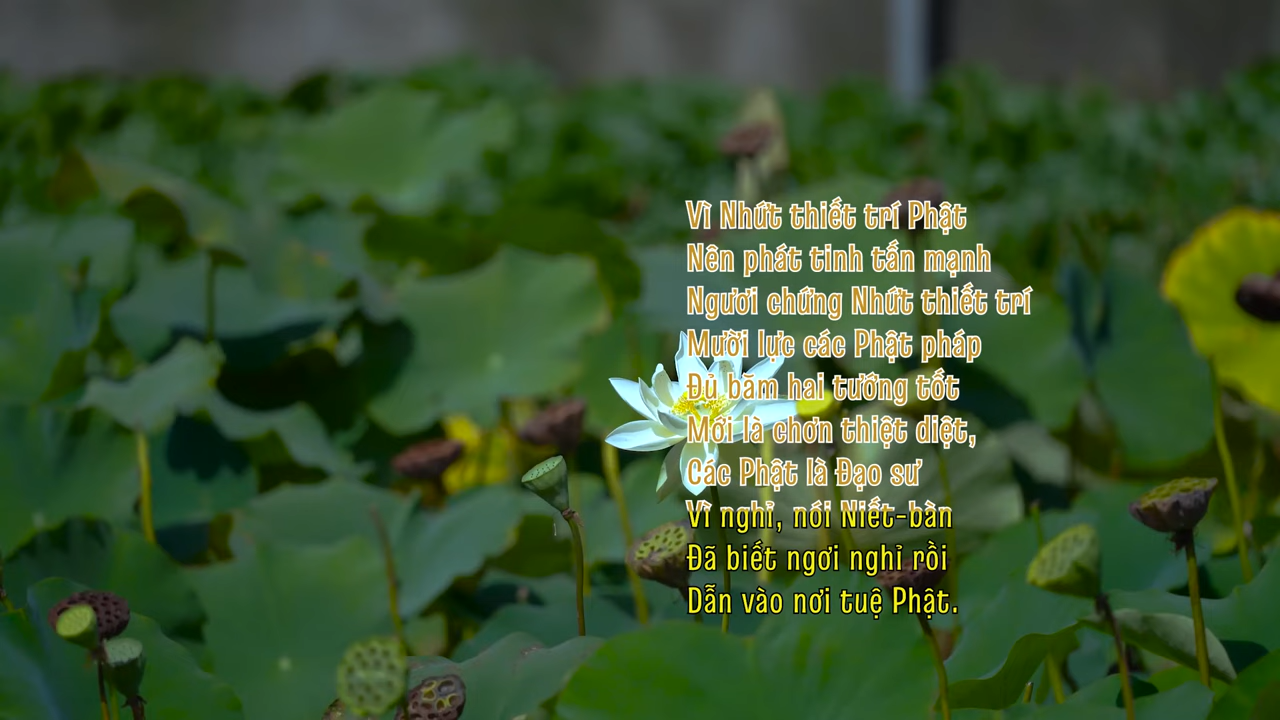 Vì Nhứt thiết trí Phật
Nên phát tinh tấn mạnh
Ngươi chứng Nhứt thiết trí
Mười lực các Phật pháp
Đủ băm hai tướng tốt
Mới là chơn thiệt diệt,
Các Phật là Đạo sư
Vì nghỉ, nói Niết-bàn
Đã biết ngơi nghỉ rồi
Dẫn vào nơi tuệ Phật.